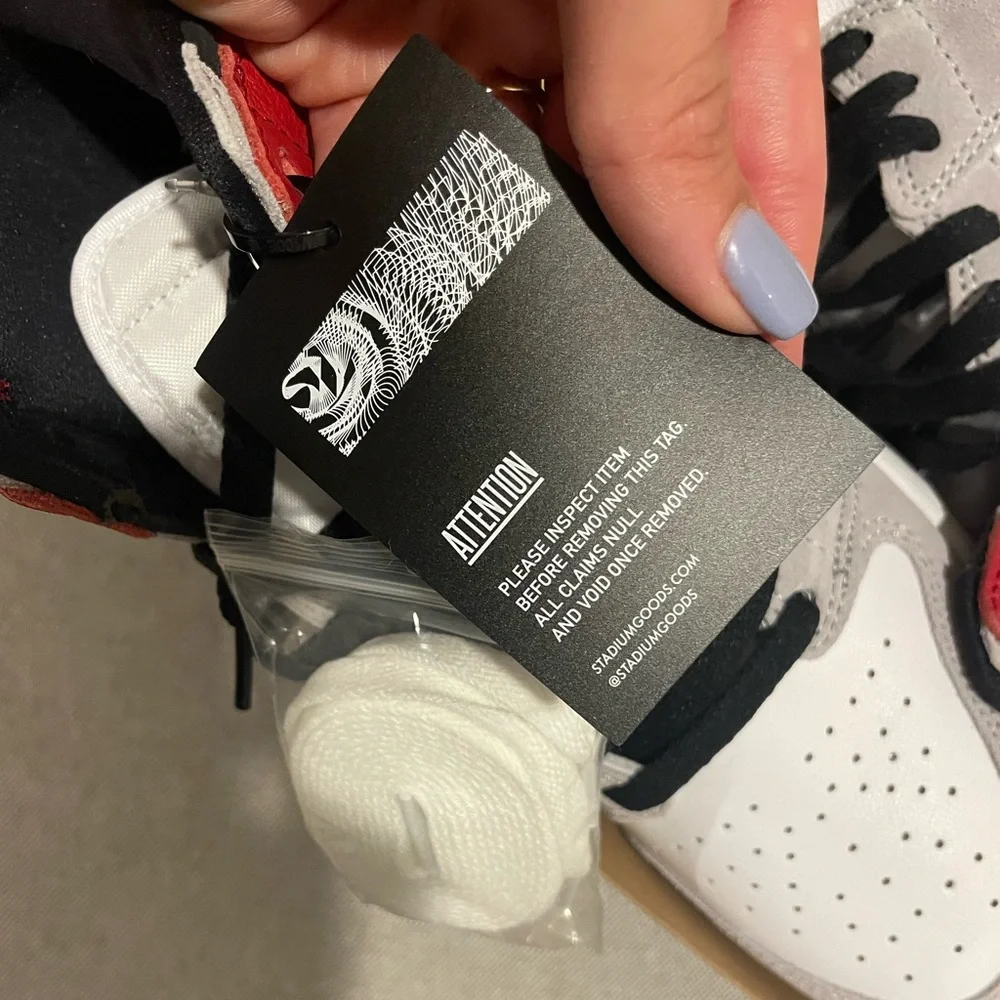 ATTENTION
PLEASE INSPECT ITEM
BEFORE REMOVING THIS TAG.
ALL CLAIMS NULL
AND VOID ONCE REMOVED.
STADIUMGOODS.COM
@STADIUMGOODS